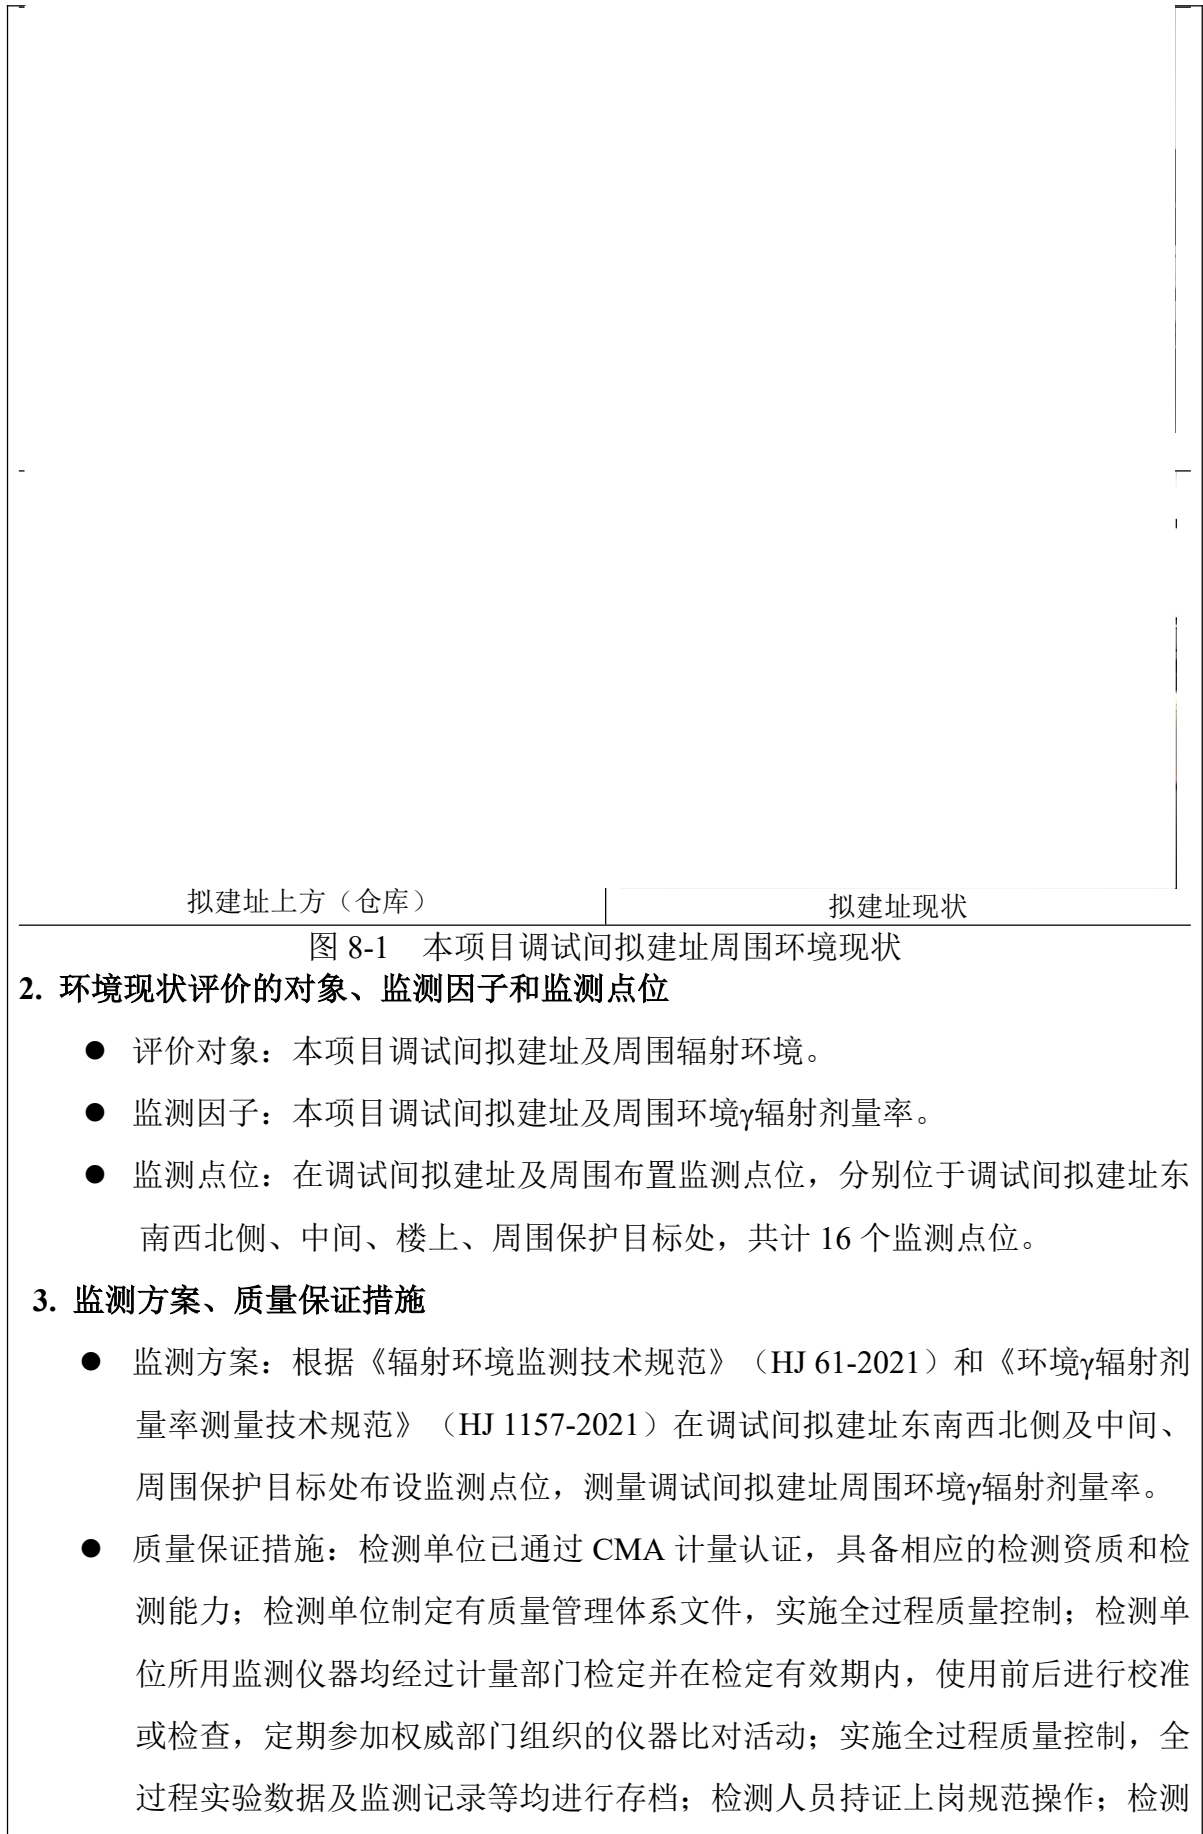 拟建址上方（仓库）
拟建址现状
图 8-1 本项目调试间拟建址周围环境现状
2. 环境现状评价的对象、监测因子和监测点位
● 评价对象：本项目调试间拟建址及周围辐射环境。
● 监测因子：本项目调试间拟建址及周围环境γ辐射剂量率。
● 监测点位：在调试间拟建址及周围布置监测点位，分别位于调试间拟建址东
南西北侧、中间、楼上、周围保护目标处，共计 16 个监测点位。
3. 监测方案、质量保证措施
● 监测方案：根据《辐射环境监测技术规范》（HJ 61-2021）和《环境γ辐射剂
量率测量技术规范》（HJ 1157-2021）在调试间拟建址东南西北侧及中间、
周围保护目标处布设监测点位，测量调试间拟建址周围环境γ辐射剂量率。
● 质量保证措施：检测单位已通过 CMA 计量认证，具备相应的检测资质和检
测能力；检测单位制定有质量管理体系文件，实施全过程质量控制；检测单
位所用监测仪器均经过计量部门检定并在检定有效期内，使用前后进行校准
或检查，定期参加权威部门组织的仪器比对活动；实施全过程质量控制，全
过程实验数据及监测记录等均进行存档；检测人员持证上岗规范操作；检测